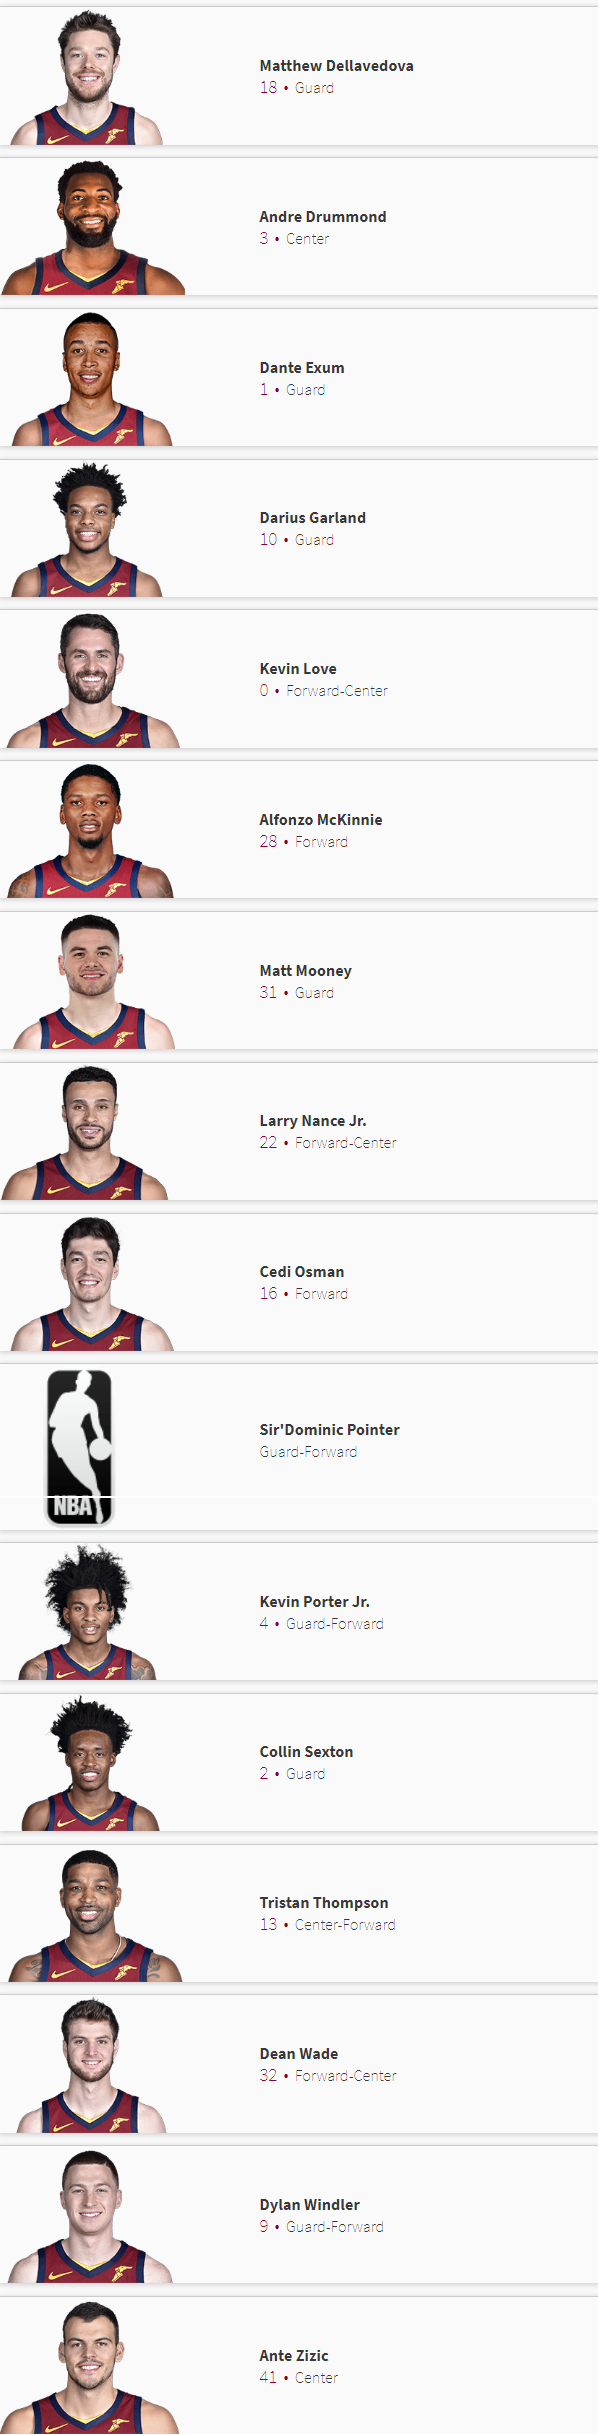 Matthew Dellavedova
18 • Guard
Andre Drummond
3 • Center
Dante Exum
1 • Guard
Darius Garland
10 • Guard
Kevin Love
0 • Forward-Center
Alfonzo McKinnie
28 • Forward
Matt Mooney
31 • Guard
Larry Nance Jr.
22 • Forward-Center
Cedi Osman
16 • Forward
NBA
Sir'Dominic Pointer
Guard-Forward
Kevin Porter Jr.
4 • Guard-Forward
Collin Sexton
2 • Guard
Tristan Thompson
13 • Center-Forward
Dean Wade
32 • Forward-Center
Dylan Windler
9 • Guard-Forward
Ante Zizic
41 • Center